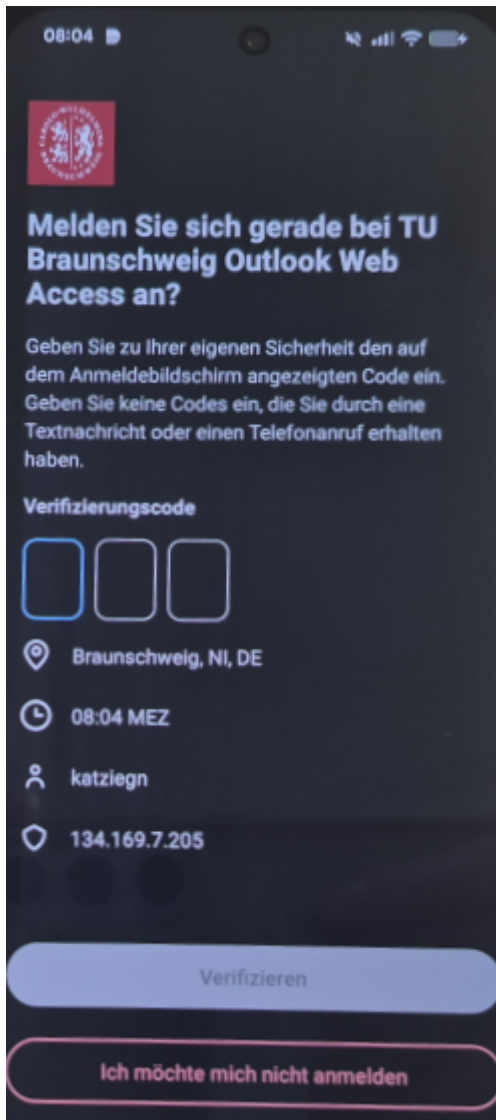 08:04
Melden Sie sich gerade bei TU
Braunschweig Outlook Web
Access an?
Geben Sie zu Ihrer eigenen Sicherheit den auf
dem Anmeldebildschirm angezeigten Code ein.
Geben Sie keine Codes ein, die Sie durch eine
Textnachricht oder einen Telefonanruf erhalten
haben.
Verifizierungscode
Braunschweig, NI, DE
08:04 MEZ
katziegn
134.169.7.205
Verifizieren
Ich möchte mich nicht anmelden